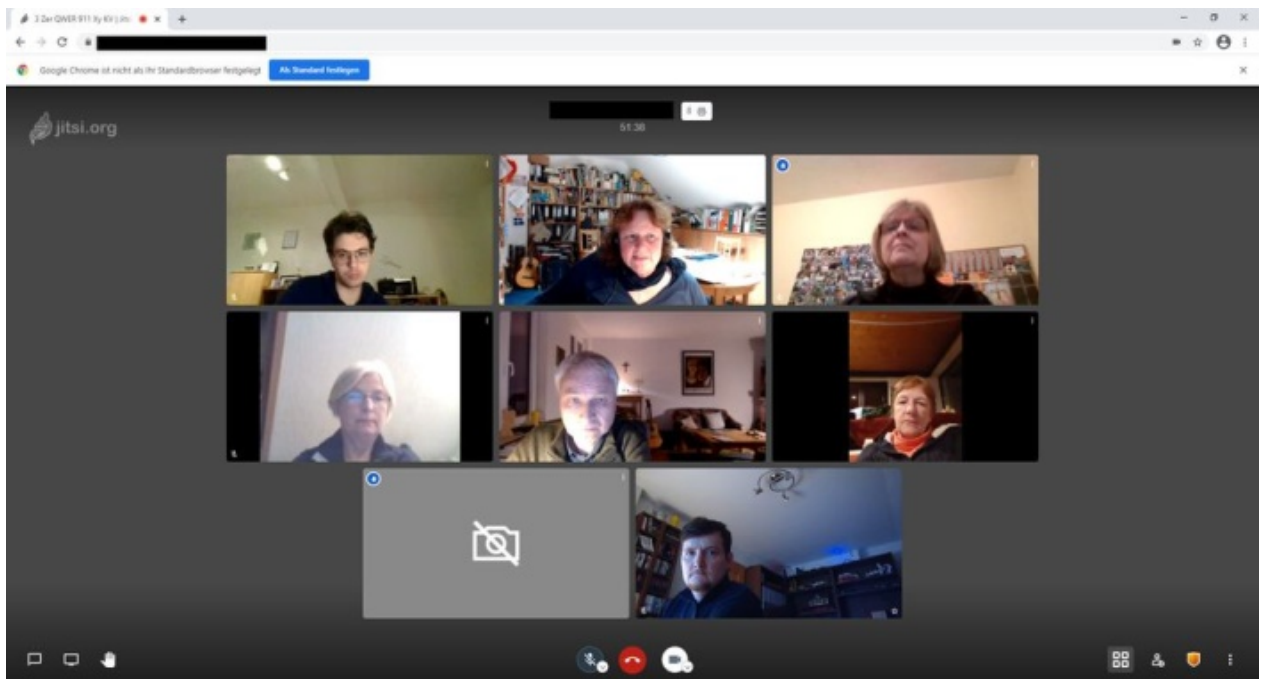 Google Chrome ist nicht als Ihr Standardbrowser festgelegt
Als Standard festlegen
jitsi.org
51:36